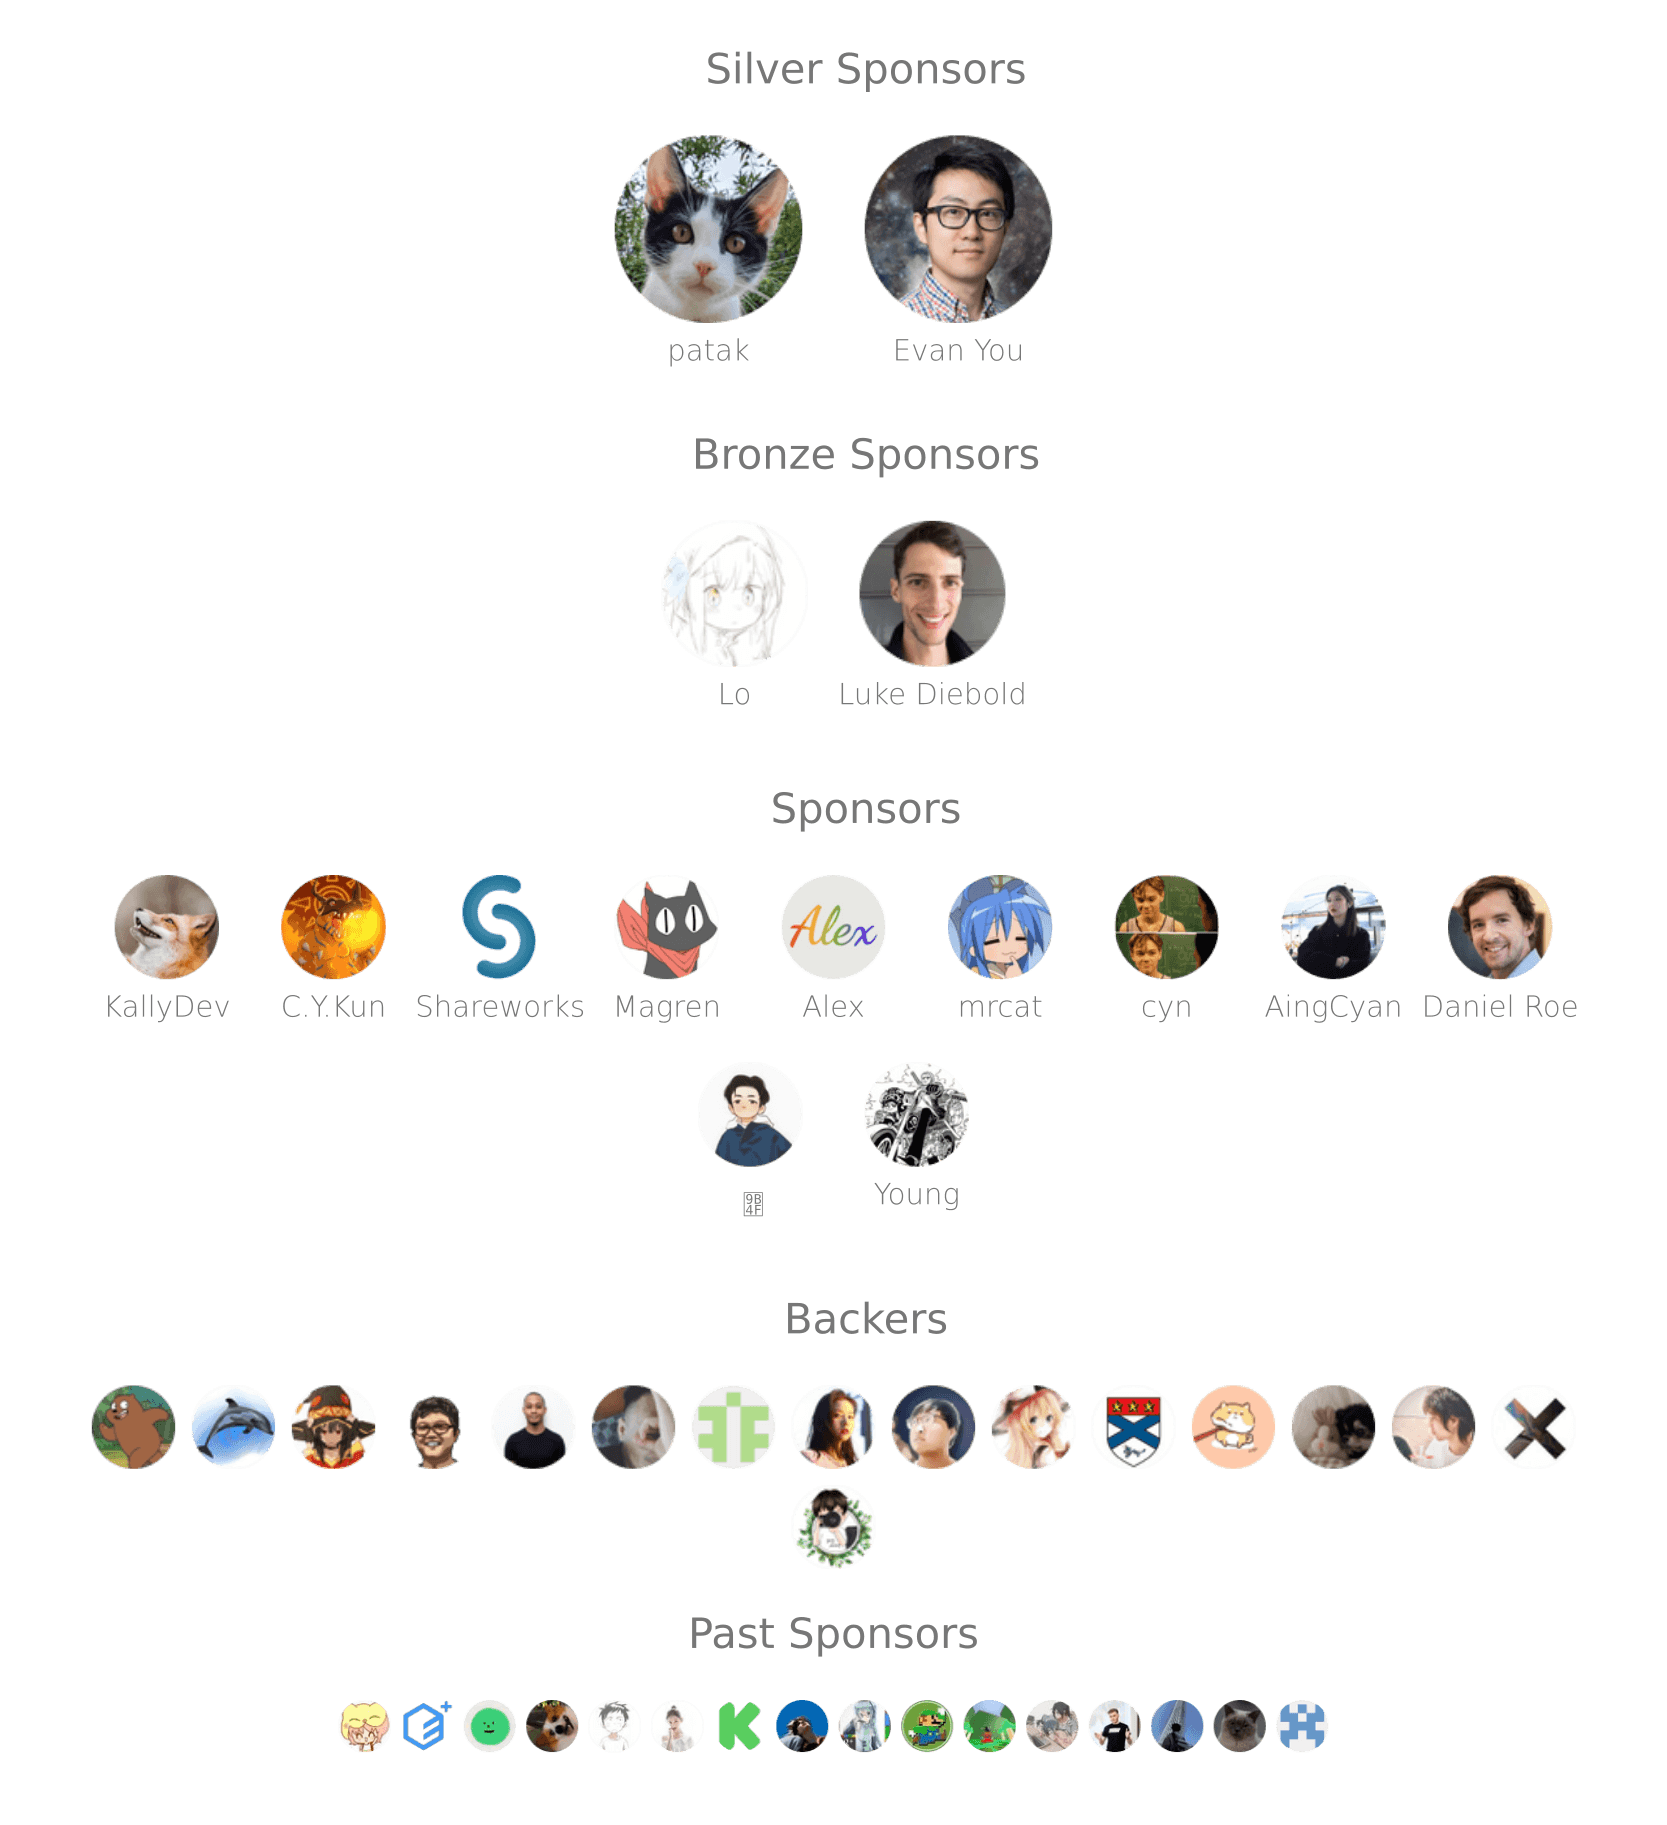 Silver Sponsors
patak
Evan You
Bronze Sponsors
Lo
Luke Diebold
Sponsors
Alex
KallyDev
C.Y.Kun
Shareworks
Magren
Alex
mrcat
cyn
AingCyan
Daniel Roe
Young
Backers
Past Sponsors